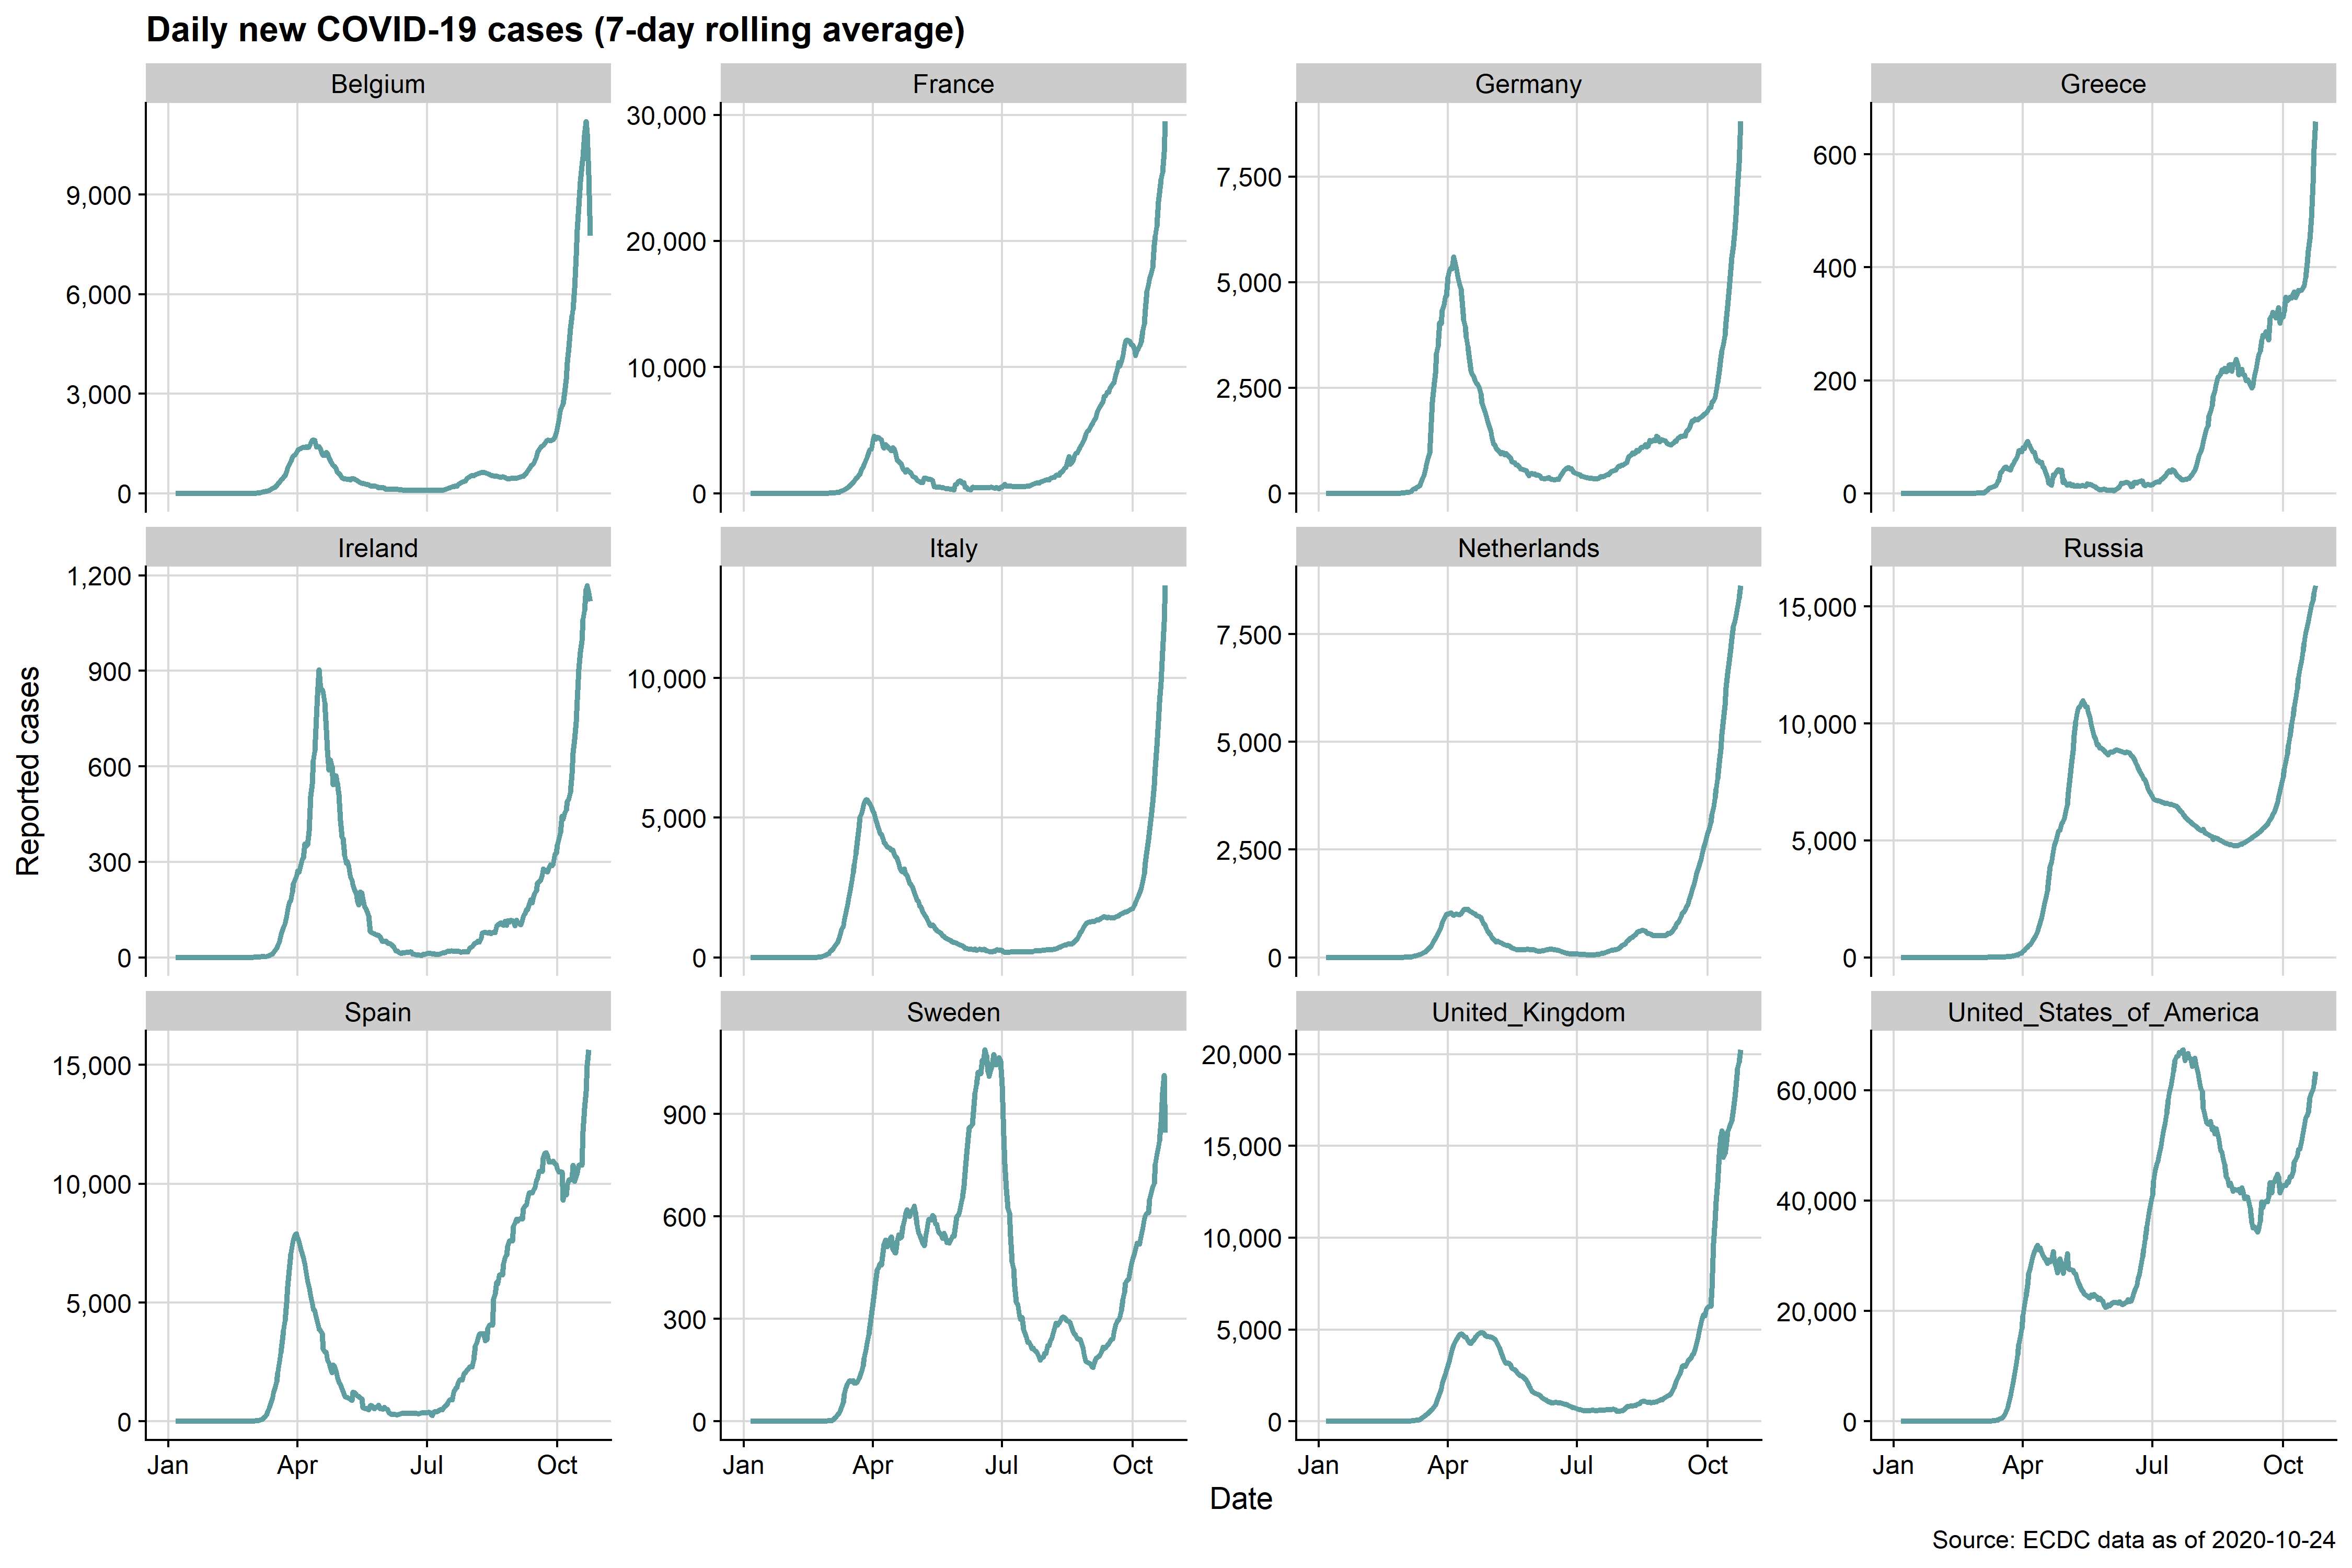 Daily new COVID-19 cases (7-day rolling average)
Belgium
France
Germany
Greece
9,000
6,000
3,000
0
30,000
20,000
10,000
0
7,500
5,000
2,500
0
600
400
200
0
Ireland
Italy
Netherlands
Russia
1,200
900
600
300
0
10,000
5,000
0
7,500
5,000
2,500
0
15,000
10,000
5,000
0
Reported cases
Spain
Sweden
United_Kingdom
United_States_of_America
15,000
10,000
5,000
0
900
600
300
0
20,000
15,000
10,000
5,000
0
60,000
40,000
20,000
0
Jan Apr Jul Oct
Jan Apr Jul Oct
Jan Apr Jul Oct
Jan Apr Jul Oct
Date
Source: ECDC data as of 2020-10-24